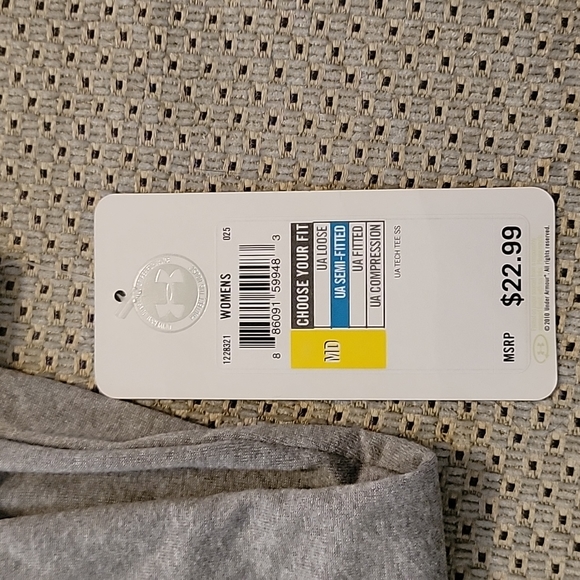 1228321 025
WOMENS
8 86091 59948 3
CHOOSE YOUR FIT
UA LOOSE
UA SEMI-FITTED
UA FITTED
UA COMPRESSION
MD
UA TECH TEE SS
MSRP $22.99
© 2010 Under Armour® All rights reserved.